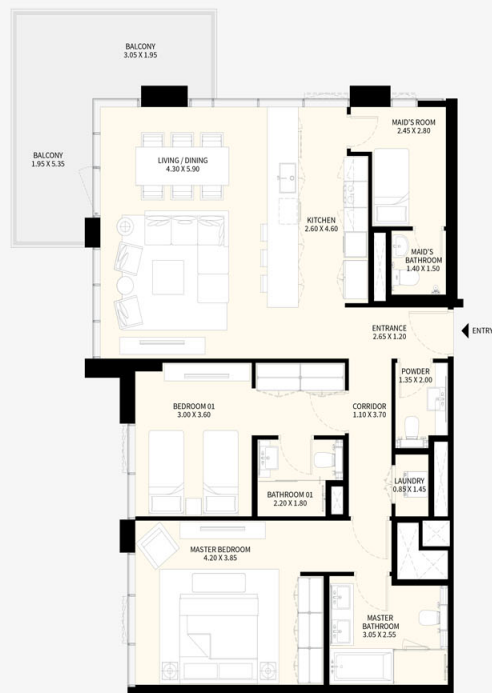 BALCONY
3.05 X 1.95
BALCONY
1.95 X 5.35
LIVING / DINING
4.30 X 5.90
KITCHEN
2.60 X 4.60
MAID'S ROOM
2.45 X 2.80
MAID'S
BATHROOM
1.40 X 1.50
ENTRANCE
2.65 X 1.20
ENTRY
POWDER
1.35 X 2.00
BEDROOM 01
3.00 X 3.60
CORRIDOR
1.10 X 3.70
BATHROOM 01
2.20 X 1.80
LAUNDRY
0.85 X 1.45
MASTER BEDROOM
4.20 X 3.85
MASTER
BATHROOM
3.05 X 2.55